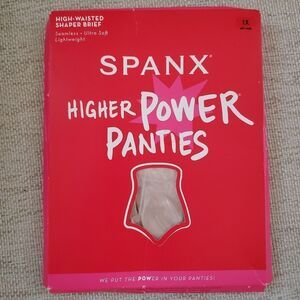 HIGH-WAISTED
SHAPER BRIEF
Seamless • Ultra Soft
Lightweight
1X
SPANX®
HIGHER POWER
PANTIES
WE PUT THE POWER IN YOUR PANTIES!